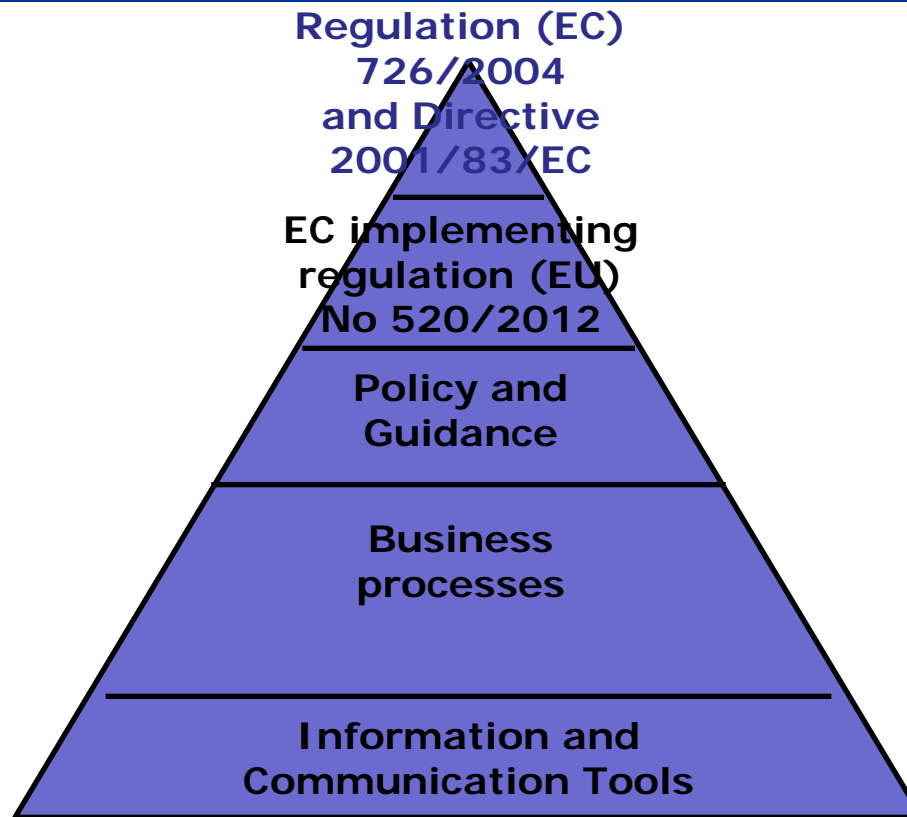 Regulation (EC)
726/2004
and Directive
2001/83/EC
EC implementing
regulation (EU)
No 520/2012
Policy and
Guidance
Business
processes
Information and
Communication Tools